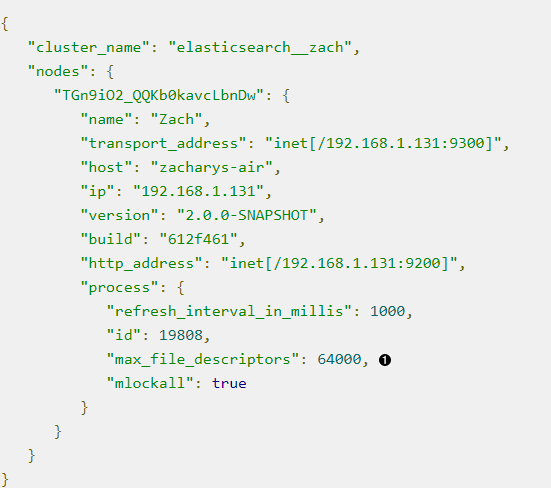 {
"cluster_name": "elasticsearch__zach",
"nodes": {
"TGn9iO2_QQKb0kavcLbnDw": {
"name": "Zach",
"transport_address": "inet[/192.168.1.131:9300]",
"host": "zacharys-air",
"ip": "192.168.1.131",
"version": "2.0.0-SNAPSHOT",
"build": "612f461",
"http_address": "inet[/192.168.1.131:9200]",
"process": {
"refresh_interval_in_millis": 1000,
"id": 19808,
"max_file_descriptors": 64000, ❶
"mlockall": true
}
}
}
}